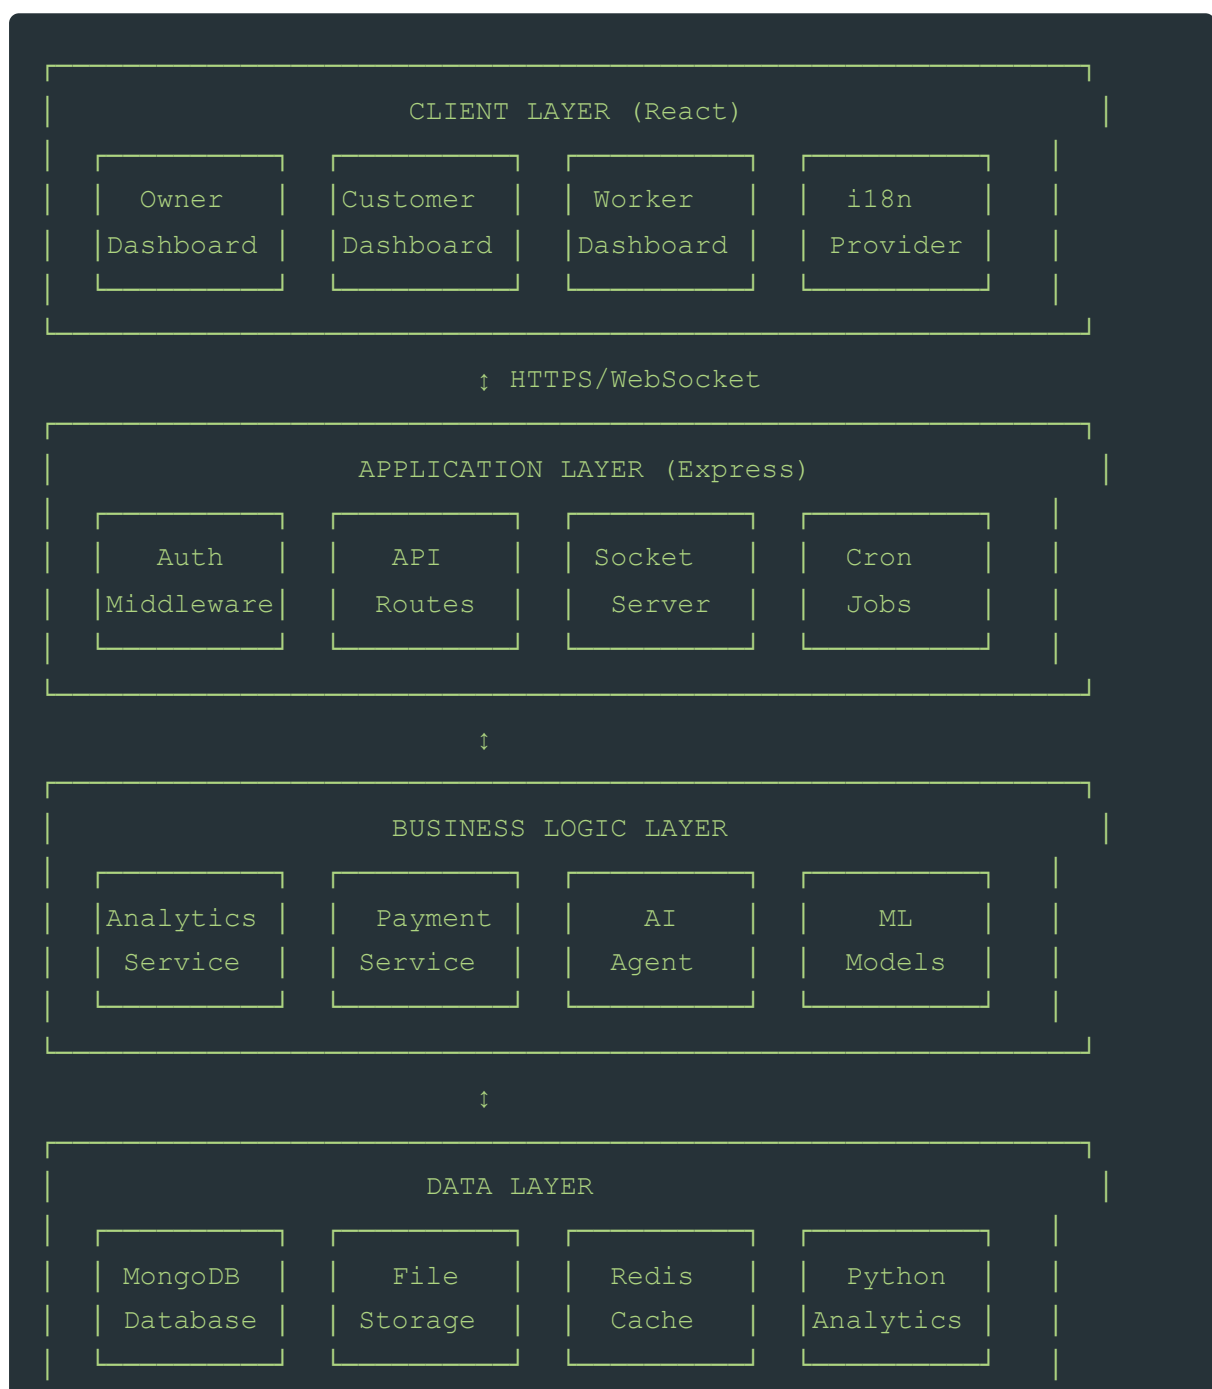 CLIENT LAYER (React)
Owner Customer Worker i18n
Dashboard Dashboard Dashboard Provider
↕ HTTPS/WebSocket
APPLICATION LAYER (Express)
Auth API Socket Cron
Middleware Routes Server Jobs
↕
BUSINESS LOGIC LAYER
Analytics Payment AI ML
Service Service Agent Models
↕
DATA LAYER
MongoDB File Redis Python
Database Storage Cache Analytics